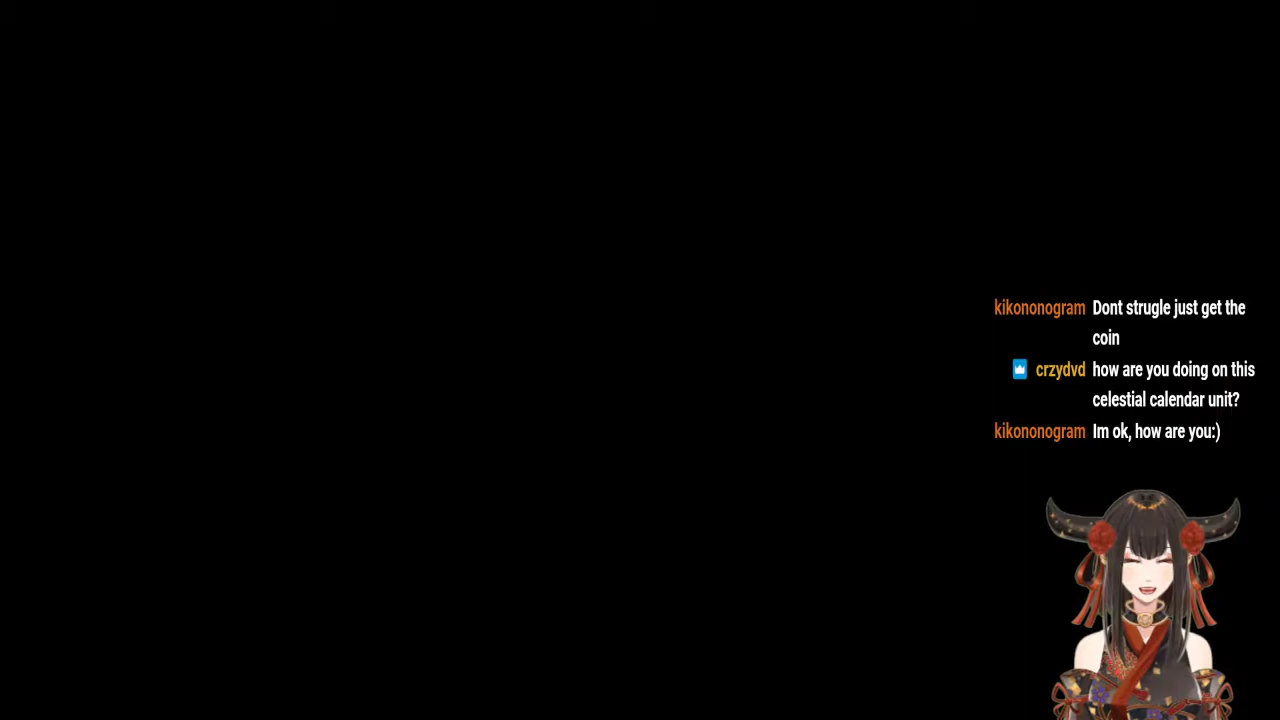 kikononogram Dont strugle just get the
coin
crzydvd how are you doing on this
celestial calendar unit?
kikononogram Im ok, how are you:)